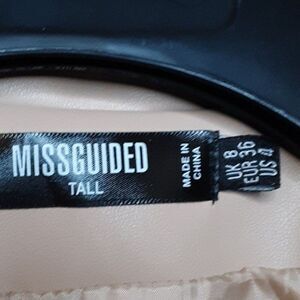 MISSGUIDED
TALL
MADE IN
CHINA
UK 8
EUR 36
US 4